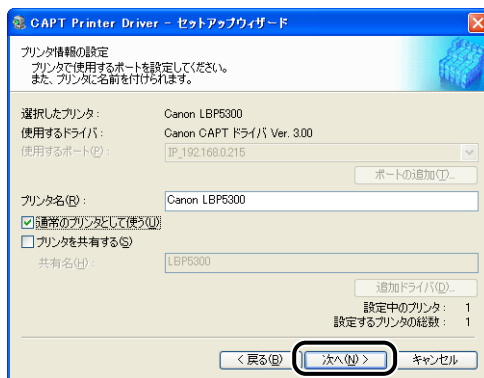 CAPT Printer Driver - セットアップウィザード
プリンタ情報の設定
プリンタで使用するポートを設定してください。
また、プリンタに名前を付けられます。
選択したプリンタ： Canon LBP5300
使用するドライバ： Canon CAPT ドライバ Ver. 3.00
使用するポート(P)： IP_192.168.0.215
ポートの追加(T)...
プリンタ名(R)： Canon LBP5300
通常のプリンタとして使う(U)
プリンタを共有する(S)
共有名(H)： LBP5300
追加ドライバ(D)...
設定中のプリンタ： 1
設定するプリンタの総数： 1
< 戻る(B) 次へ(N) > キャンセル